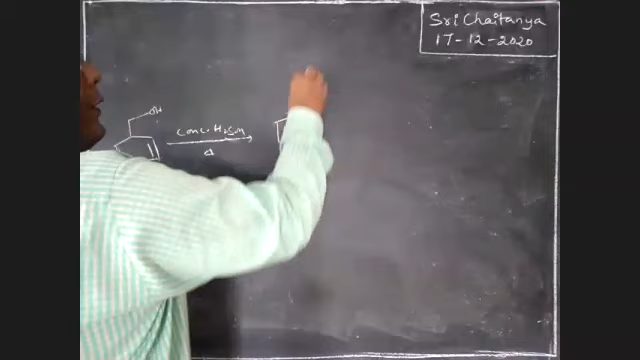 Sri Chaitanya
17-12-2020
OH
Conc. H₂SO₄
Δ